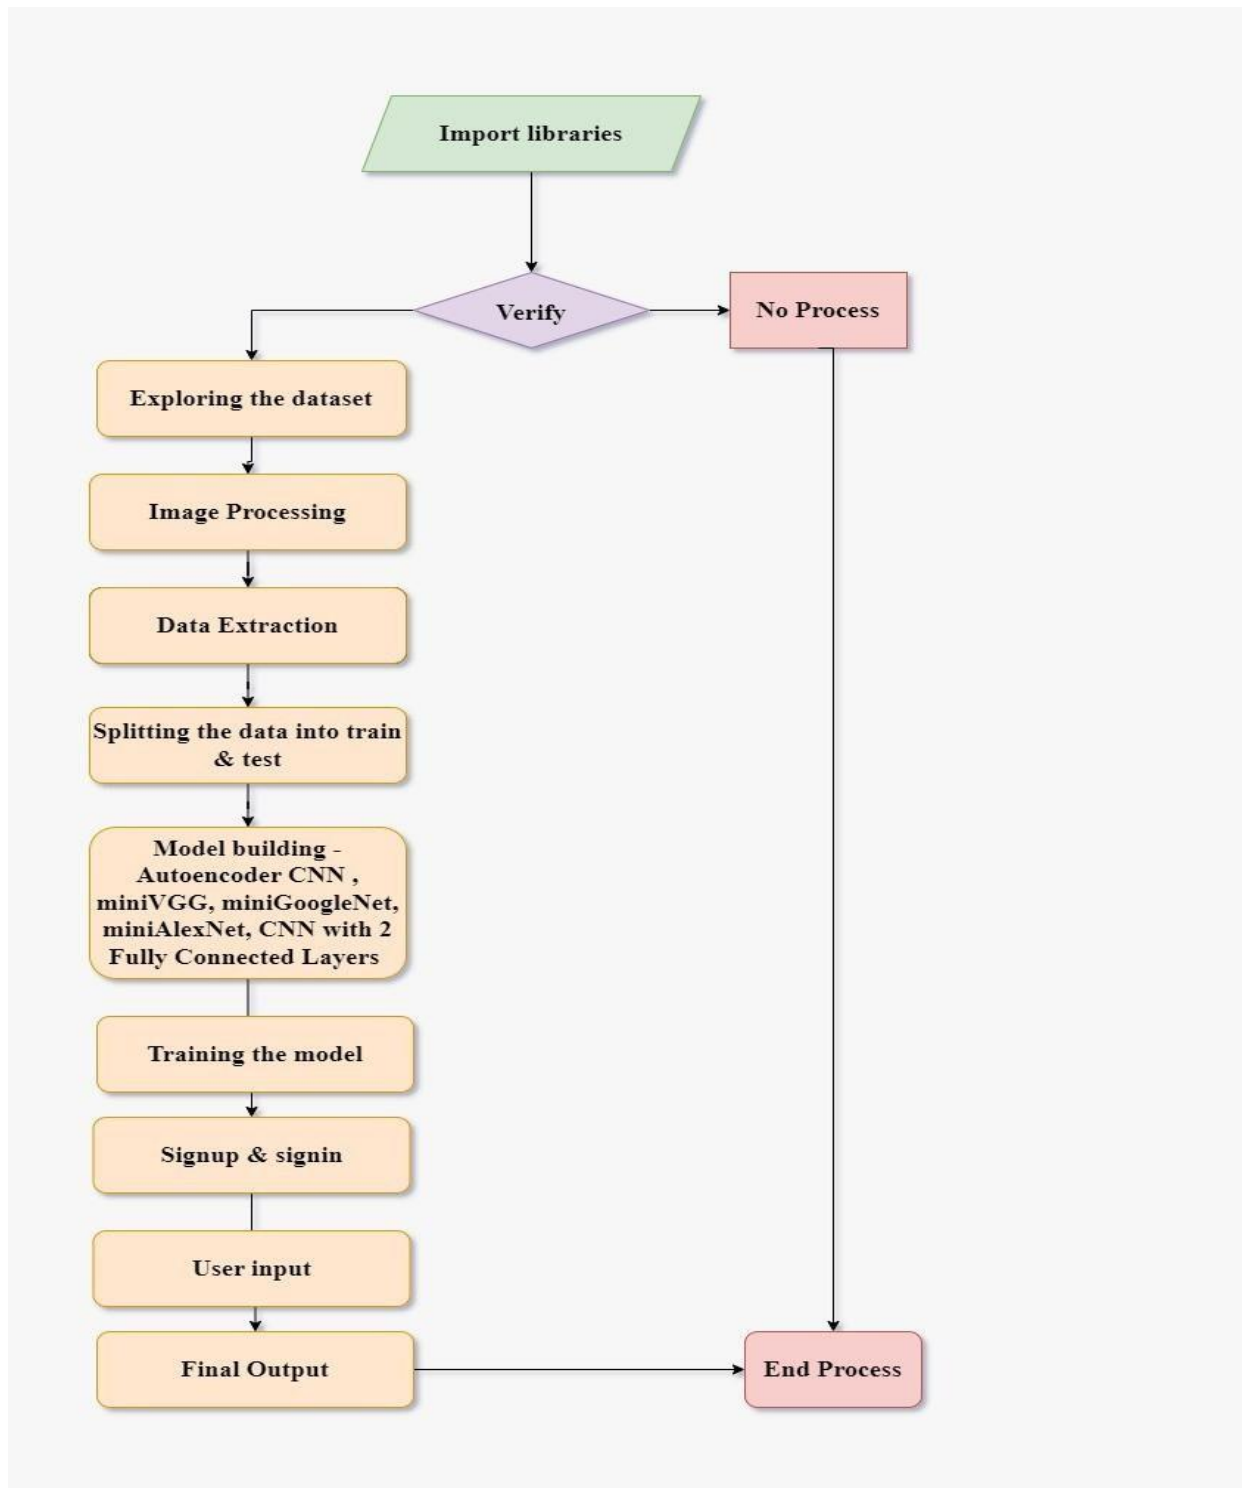 Import libraries
Verify
No Process
Exploring the dataset
Image Processing
Data Extraction
Splitting the data into train
& test
Model building -
Autoencoder CNN ,
miniVGG, miniGoogleNet,
miniAlexNet, CNN with 2
Fully Connected Layers
Training the model
Signup & signin
User input
Final Output
End Process